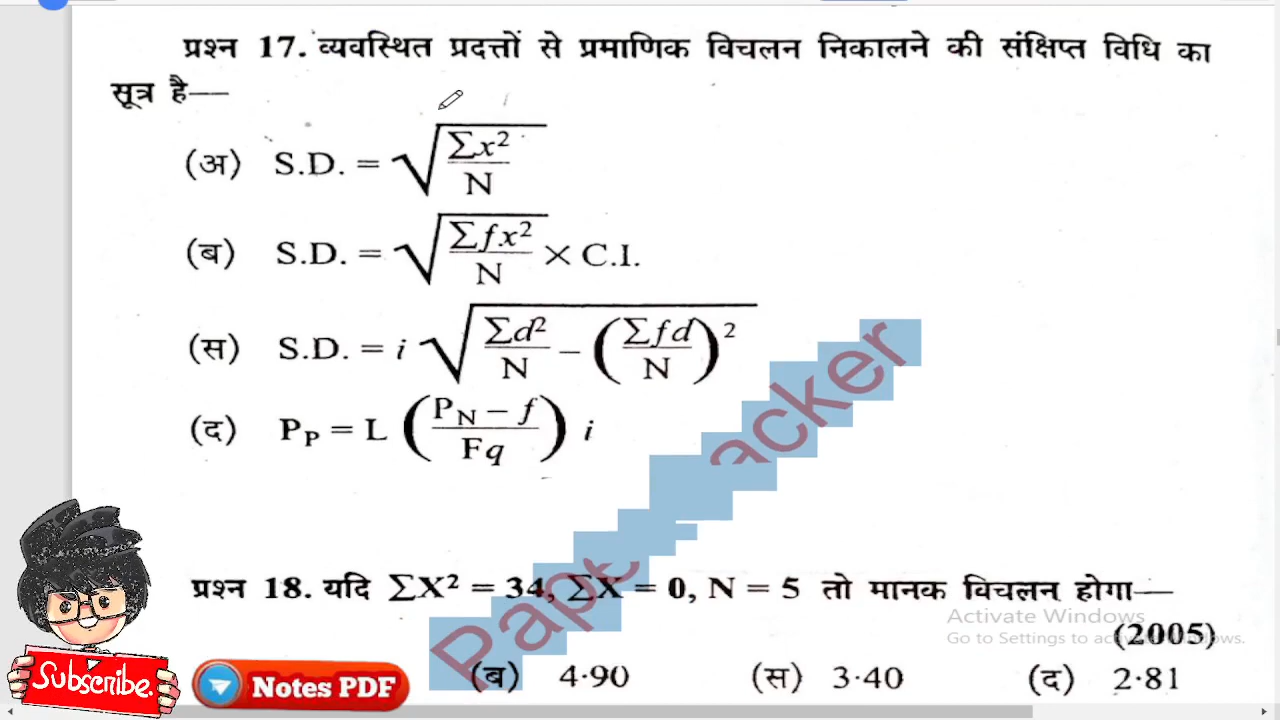 प्रश्न 17. व्यवस्थित प्रदत्तों से प्रमाणिक विचलन निकालने की संक्षिप्त विधि का
सूत्र है—
(अ) S.D. = √(Σx²/N)
(ब) S.D. = √(Σfx²/N) × C.I.
(स) S.D. = i √(Σd²/N − (Σfd/N)²)
(द) P_P = L ((P_N − f)/Fq) i
प्रश्न 18. यदि ΣX² = 34, ΣX = 0, N = 5 तो मानक विचलन होगा—
(2005)
(ब) 4·90 (स) 3·40 (द) 2·81
Activate Windows
Go to Settings to activate Windows.
Subscribe.
Notes PDF